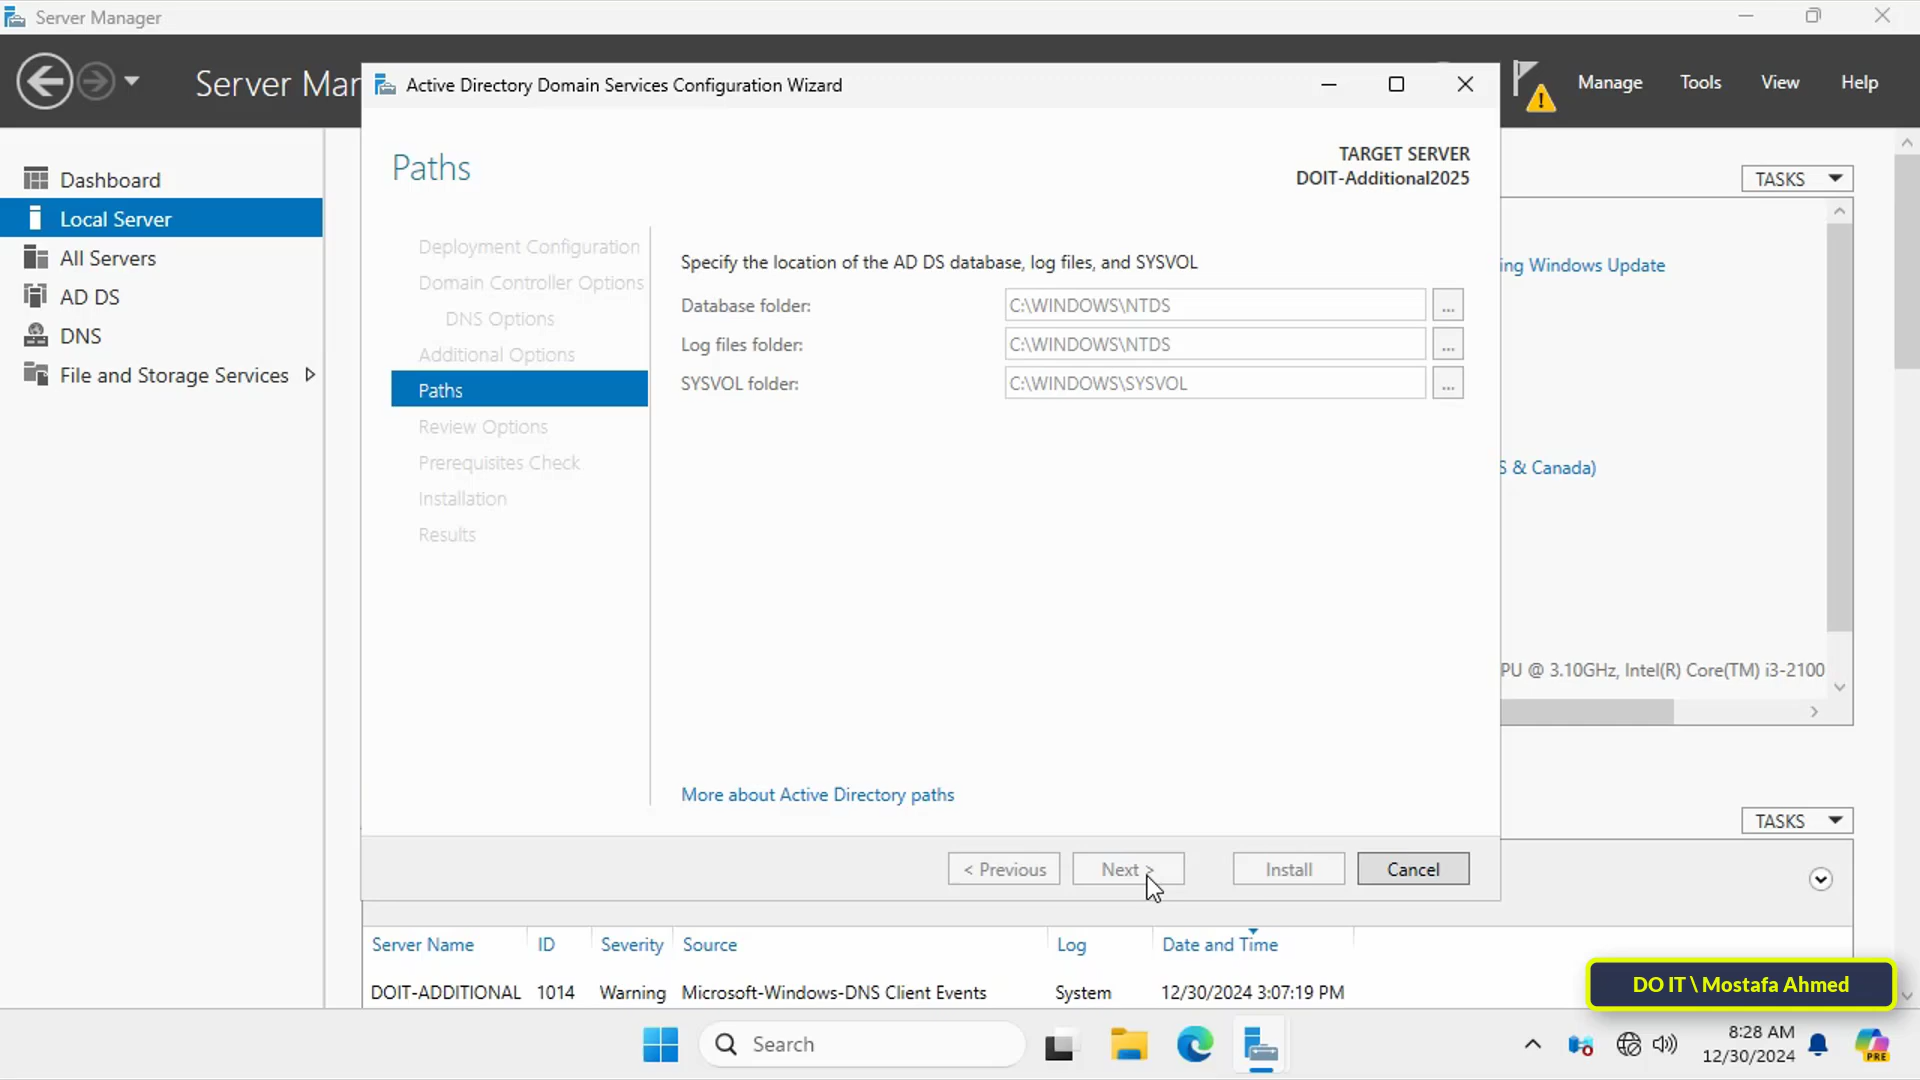 Server Manager
Server Mar
Manage
Tools
View
Help
Active Directory Domain Services Configuration Wizard
Dashboard
Local Server
All Servers
AD DS
DNS
File and Storage Services
Paths
TARGET SERVER
DOIT-Additional2025
Deployment Configuration
Domain Controller Options
DNS Options
Additional Options
Paths
Review Options
Prerequisites Check
Installation
Results
Specify the location of the AD DS database, log files, and SYSVOL
Database folder:
C:\WINDOWS\NTDS
...
Log files folder:
C:\WINDOWS\NTDS
...
SYSVOL folder:
C:\WINDOWS\SYSVOL
...
More about Active Directory paths
< Previous
Next >
Install
Cancel
TASKS
ing Windows Update
S & Canada)
PU @ 3.10GHz, Intel(R) Core(TM) i3-2100
TASKS
Server Name
ID
Severity
Source
Log
Date and Time
DOIT-ADDITIONAL
1014
Warning
Microsoft-Windows-DNS Client Events
System
12/30/2024 3:07:19 PM
DO IT \ Mostafa Ahmed
Search
8:28 AM
12/30/2024
PRE